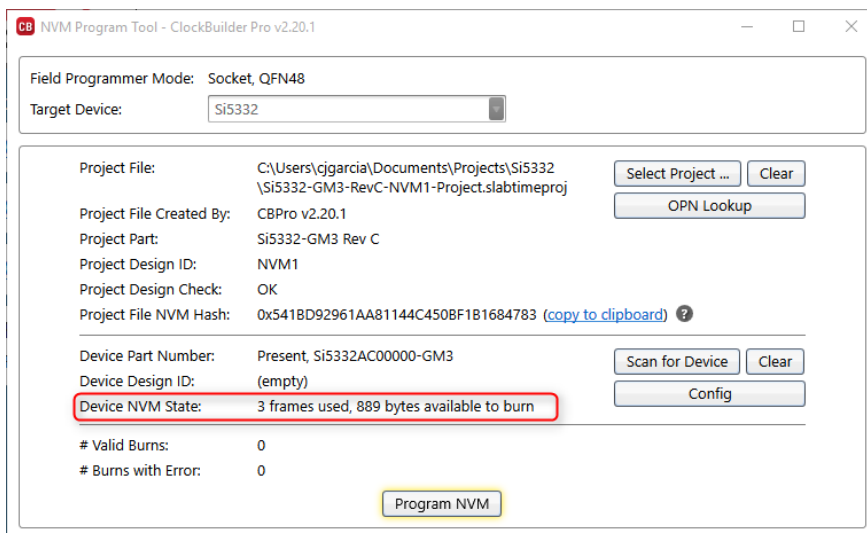 CB NVM Program Tool - ClockBuilder Pro v2.20.1
Field Programmer Mode: Socket, QFN48
Target Device: Si5332
Project File: C:\Users\cjgarcia\Documents\Projects\Si5332
\Si5332-GM3-RevC-NVM1-Project.slabtimeproj
Select Project ... Clear
Project File Created By: CBPro v2.20.1
OPN Lookup
Project Part: Si5332-GM3 Rev C
Project Design ID: NVM1
Project Design Check: OK
Project File NVM Hash: 0x541BD92961AA81144C450BF1B1684783 (copy to clipboard) ?
Device Part Number: Present, Si5332AC00000-GM3
Scan for Device Clear
Device Design ID: (empty)
Config
Device NVM State: 3 frames used, 889 bytes available to burn
# Valid Burns: 0
# Burns with Error: 0
Program NVM